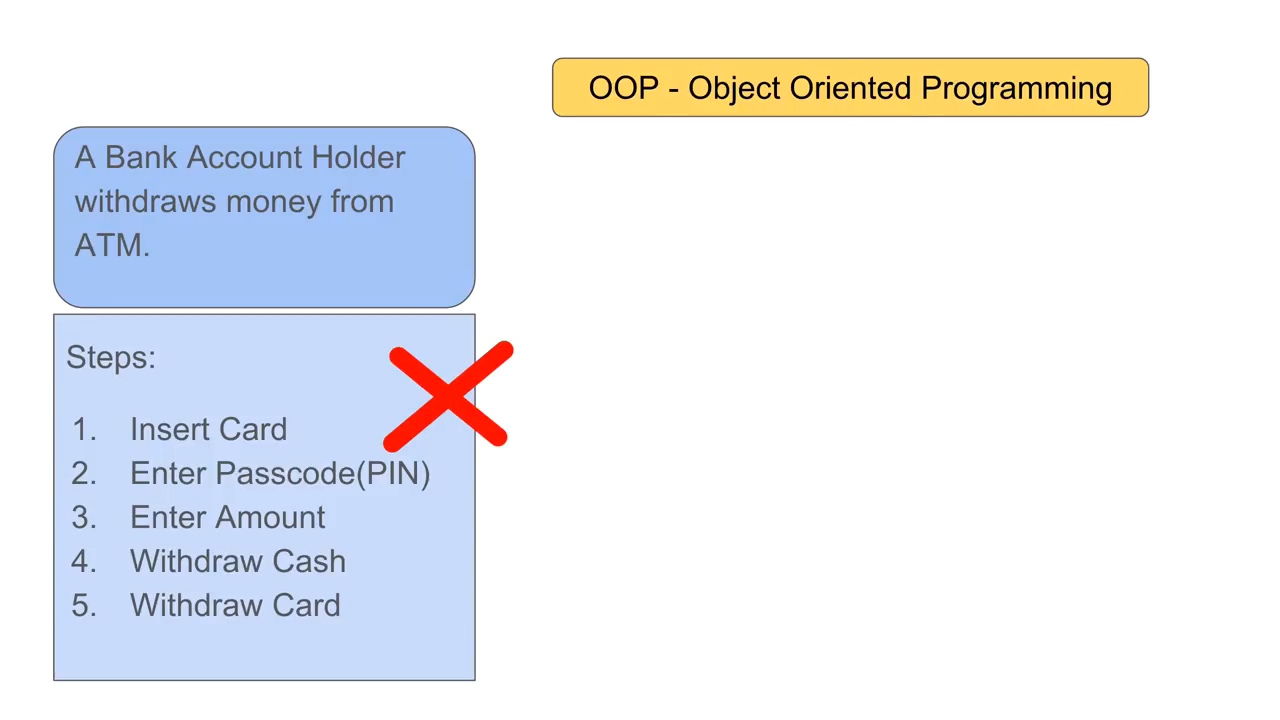 OOP - Object Oriented Programming
A Bank Account Holder
withdraws money from
ATM.
Steps:
1. Insert Card
2. Enter Passcode(PIN)
3. Enter Amount
4. Withdraw Cash
5. Withdraw Card